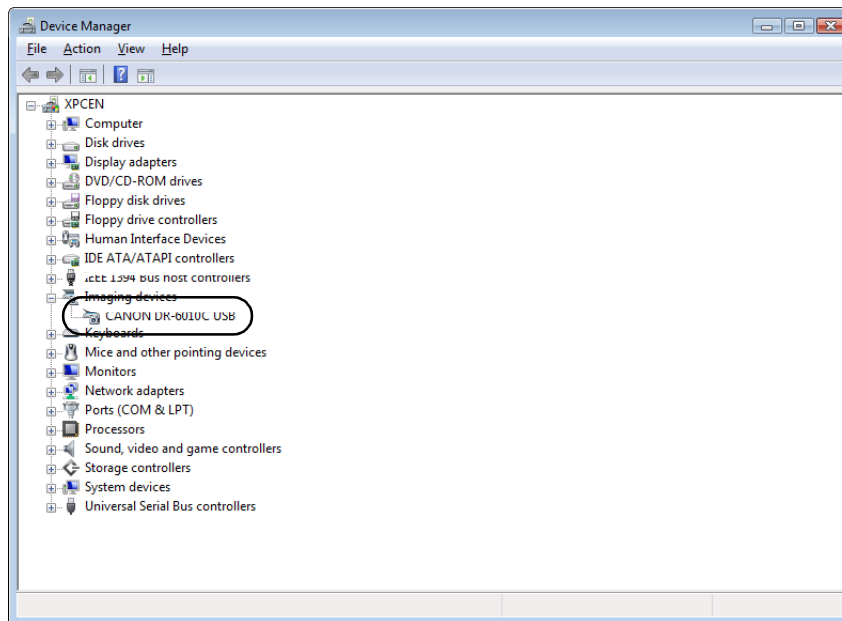 Device Manager
File Action View Help
XPCEN
Computer
Disk drives
Display adapters
DVD/CD-ROM drives
Floppy disk drives
Floppy drive controllers
Human Interface Devices
IDE ATA/ATAPI controllers
IEEE 1394 Bus host controllers
Imaging devices
CANON DR-6010C USB
Keyboards
Mice and other pointing devices
Monitors
Network adapters
Ports (COM & LPT)
Processors
Sound, video and game controllers
Storage controllers
System devices
Universal Serial Bus controllers